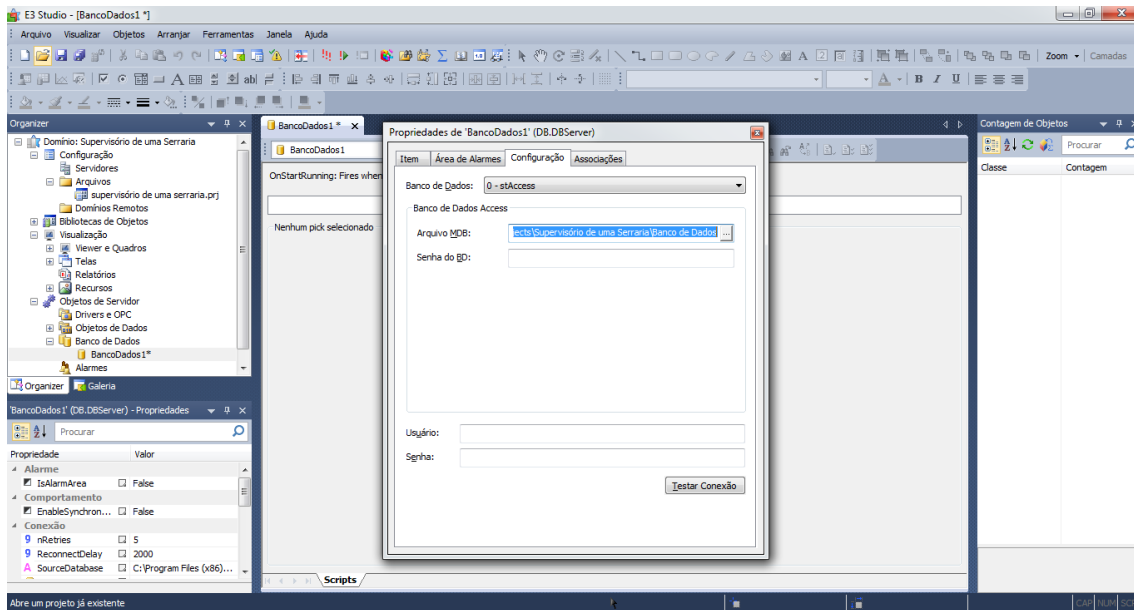 E3 Studio - [BancoDados1 *]
Arquivo Visualizar Objetos Arranjar Ferramentas Janela Ajuda
Zoom Camadas
A B I U
Organizer
Domínio: Supervisório de uma Serraria
Configuração
Servidores
Arquivos
supervisório de uma serraria.prj
Domínios Remotos
Bibliotecas de Objetos
Visualização
Viewer e Quadros
Telas
Relatórios
Recursos
Objetos de Servidor
Drivers e OPC
Objetos de Dados
Banco de Dados
BancoDados1*
Alarmes
Organizer Galeria
'BancoDados1' (DB.DBServer) - Propriedades
Procurar
Propriedade Valor
Alarme
IsAlarmArea False
Comportamento
EnableSynchron... False
Conexão
nRetries 5
ReconnectDelay 2000
SourceDatabase C:\Program Files (x86)...
BancoDados1 *
BancoDados1
OnStartRunning: Fires when
Nenhum pick selecionado
Scripts
Propriedades de 'BancoDados1' (DB.DBServer)
Item Área de Alarmes Configuração Associações
Banco de Dados: 0 - stAccess
Banco de Dados Access
Arquivo MDB: ects\Supervisório de uma Serraria\Banco de Dados ...
Senha do BD:
Usuário:
Senha:
Testar Conexão
Contagem de Objetos
Procurar
Classe Contagem
Abre um projeto já existente
CAP NUM SC